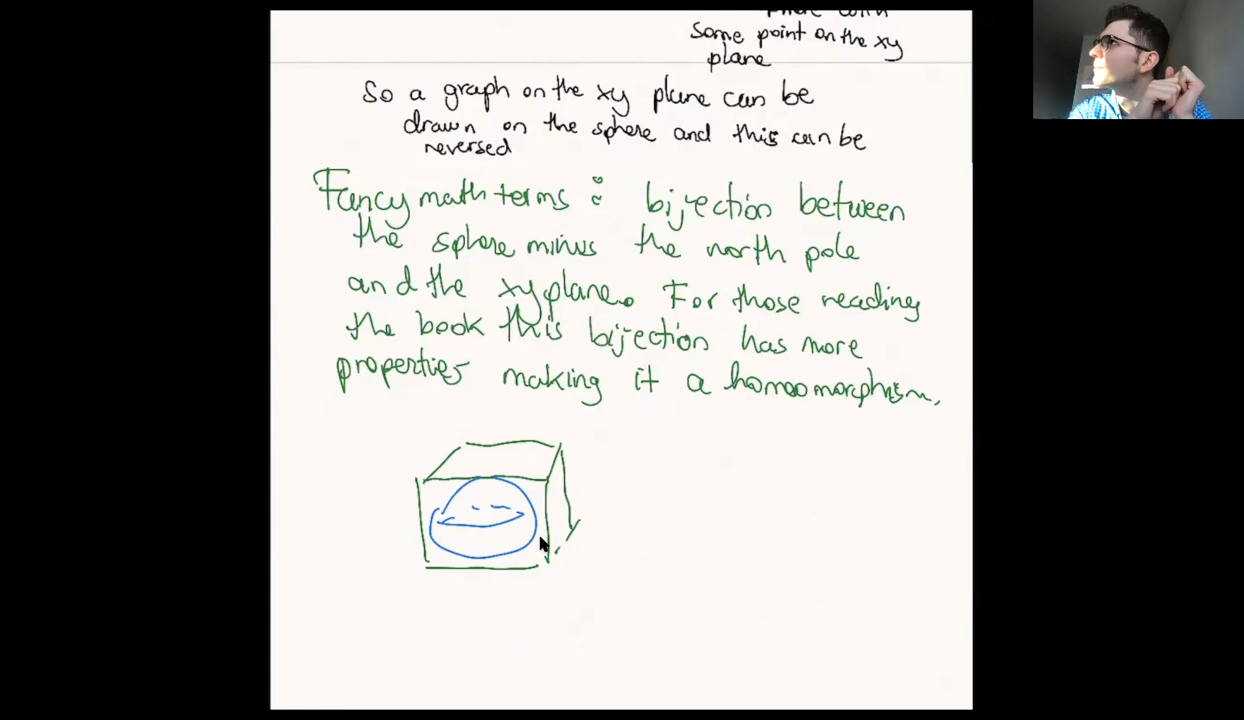 some point on the xy
plane
So a graph on the xy plane can be
drawn on the sphere and this can be
reversed
Fancy math terms : bijection between
the sphere minus the north pole
and the xy plane. For those reading
the book this bijection has more
properties making it a homoomorphism.